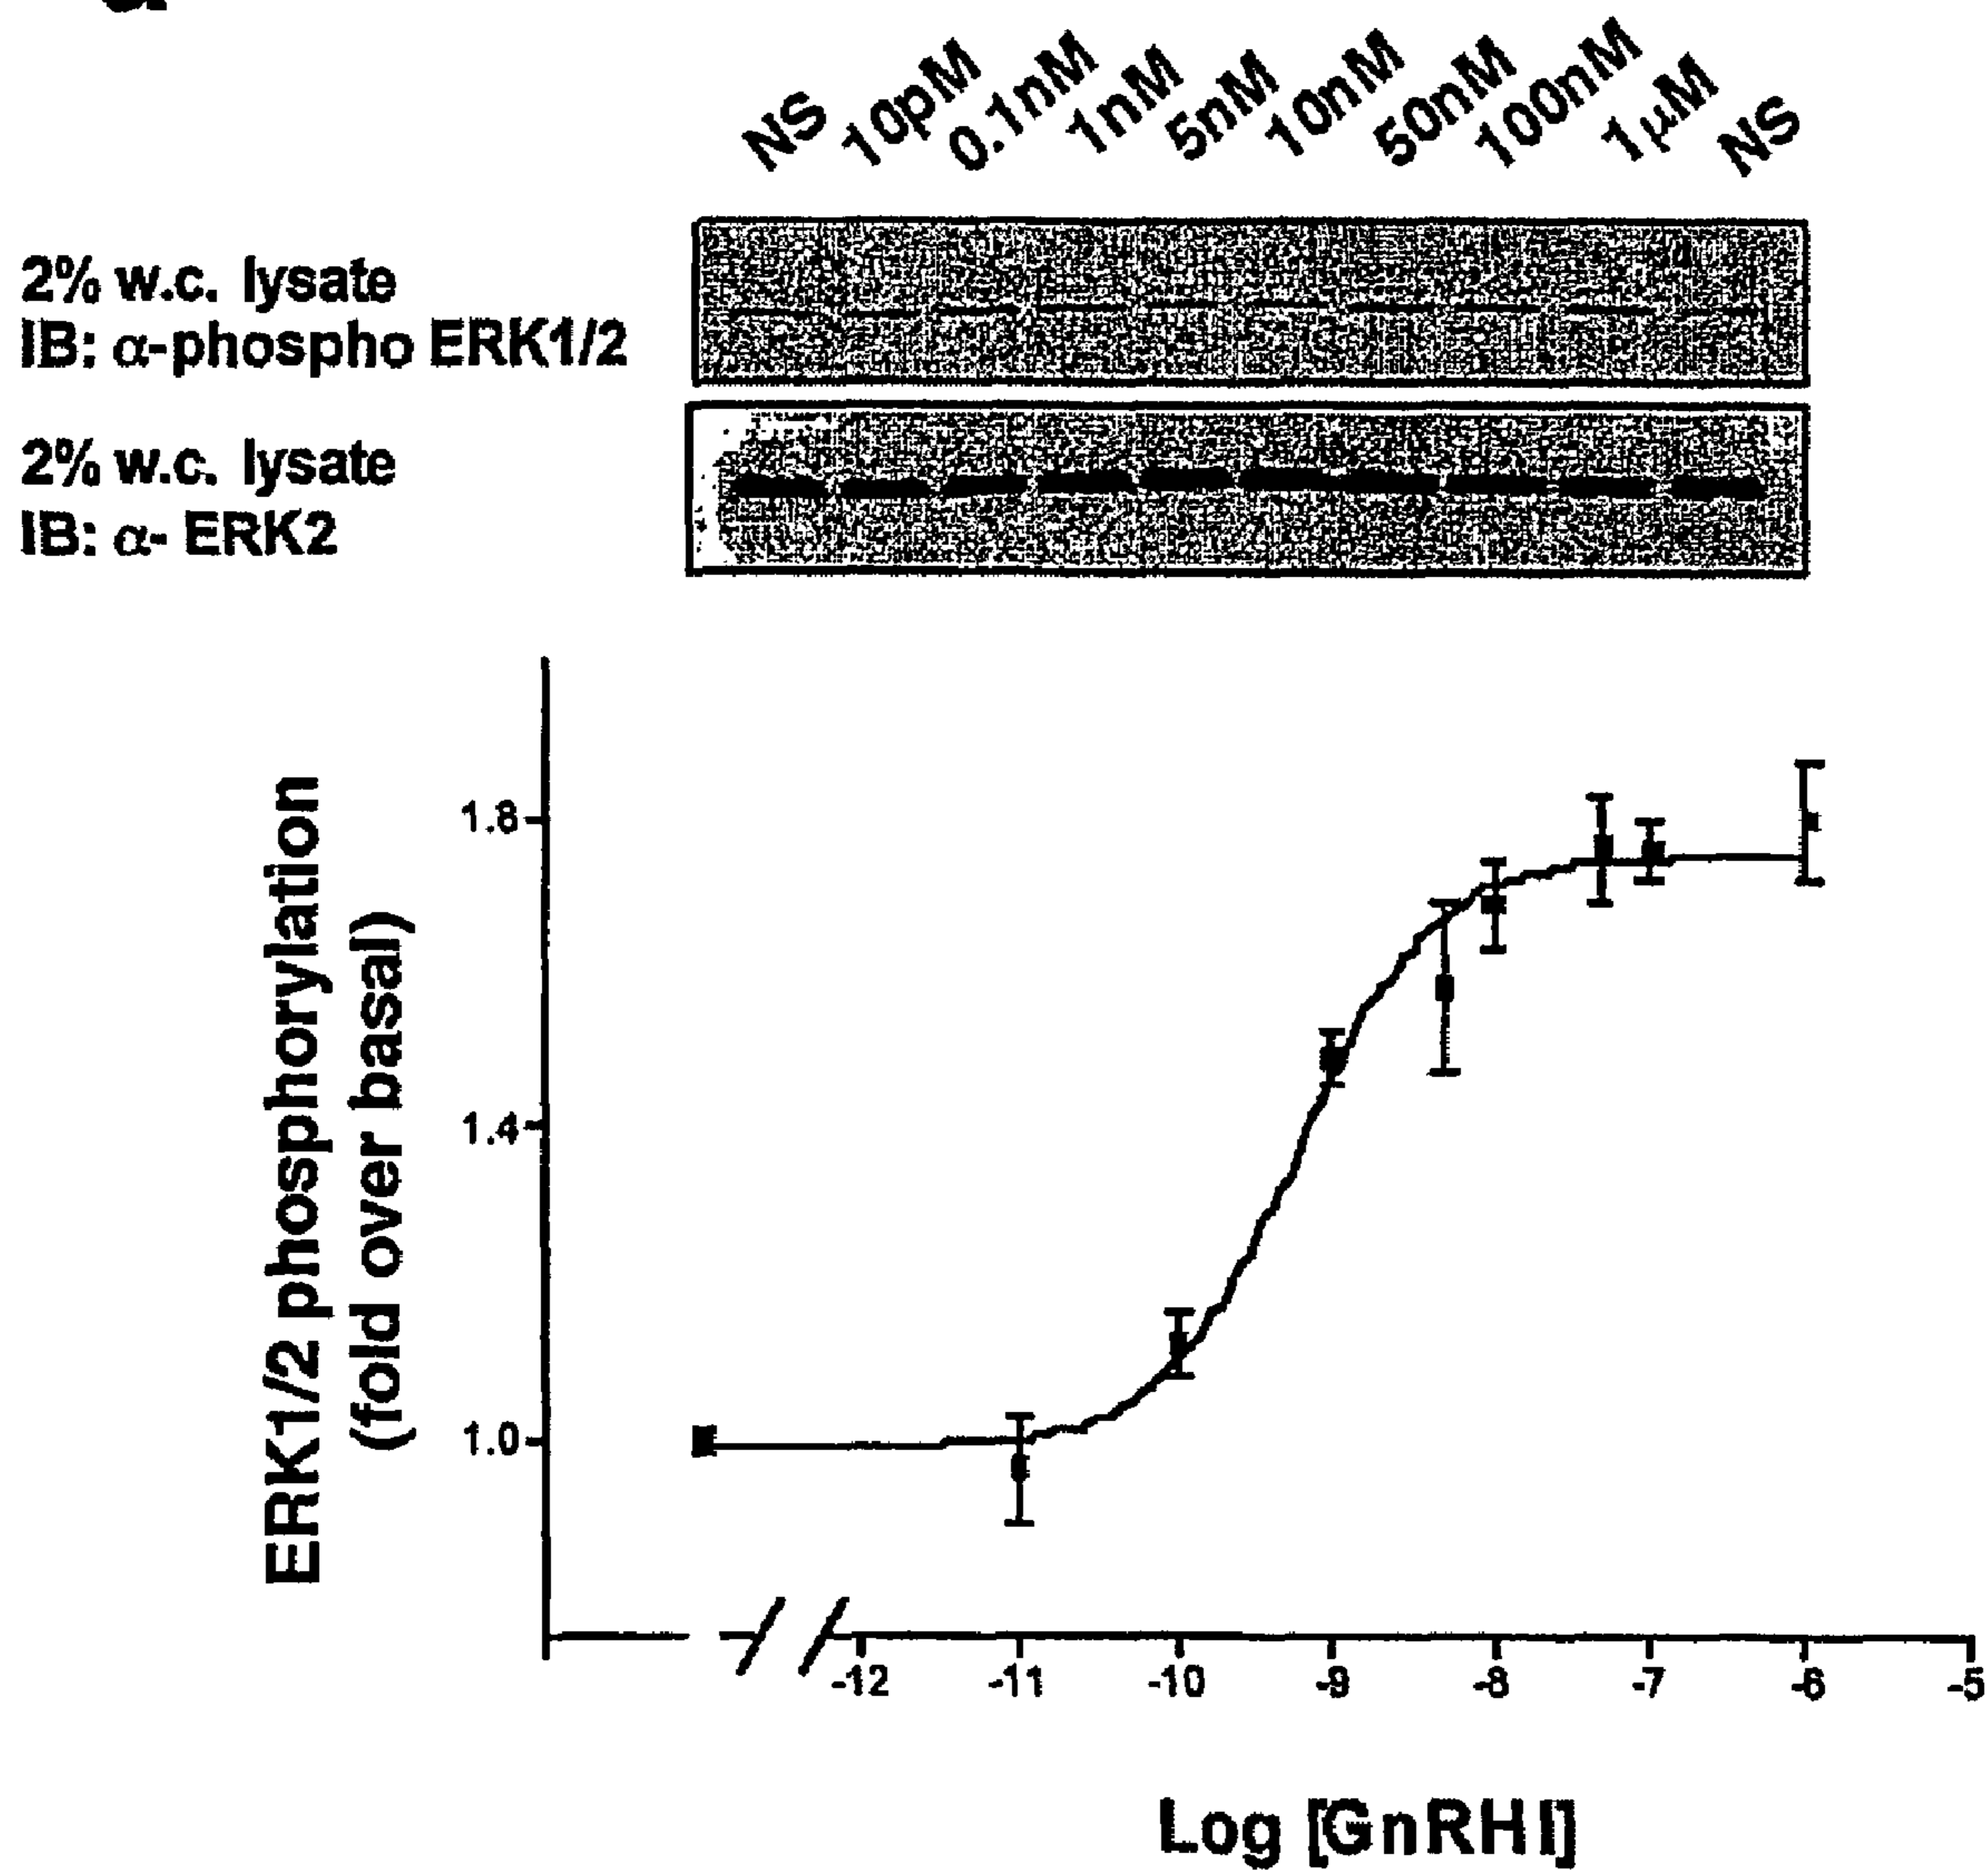 NS 10pM 0.1nM 1nM 5nM 10nM 50nM 100nM 1μM NS
2% w.c. lysate
IB: α-phospho ERK1/2
2% w.c. lysate
IB: α- ERK2
ERK1/2 phosphorylation
(fold over basal)
1.8
1.4
1.0
-12 -11 -10 -9 -8 -7 -6 -5
Log [GnRH I]